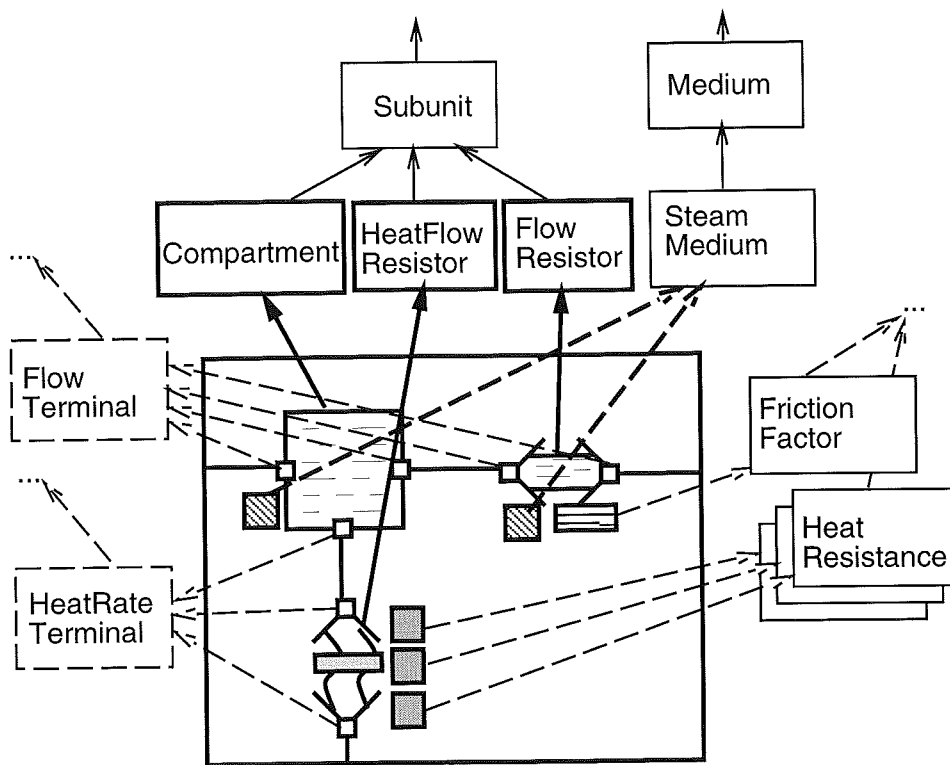 Subunit
Medium
Compartment
HeatFlow
Resistor
Flow
Resistor
Steam
Medium
...
Flow
Terminal
...
Friction
Factor
...
HeatRate
Terminal
Heat
Resistance